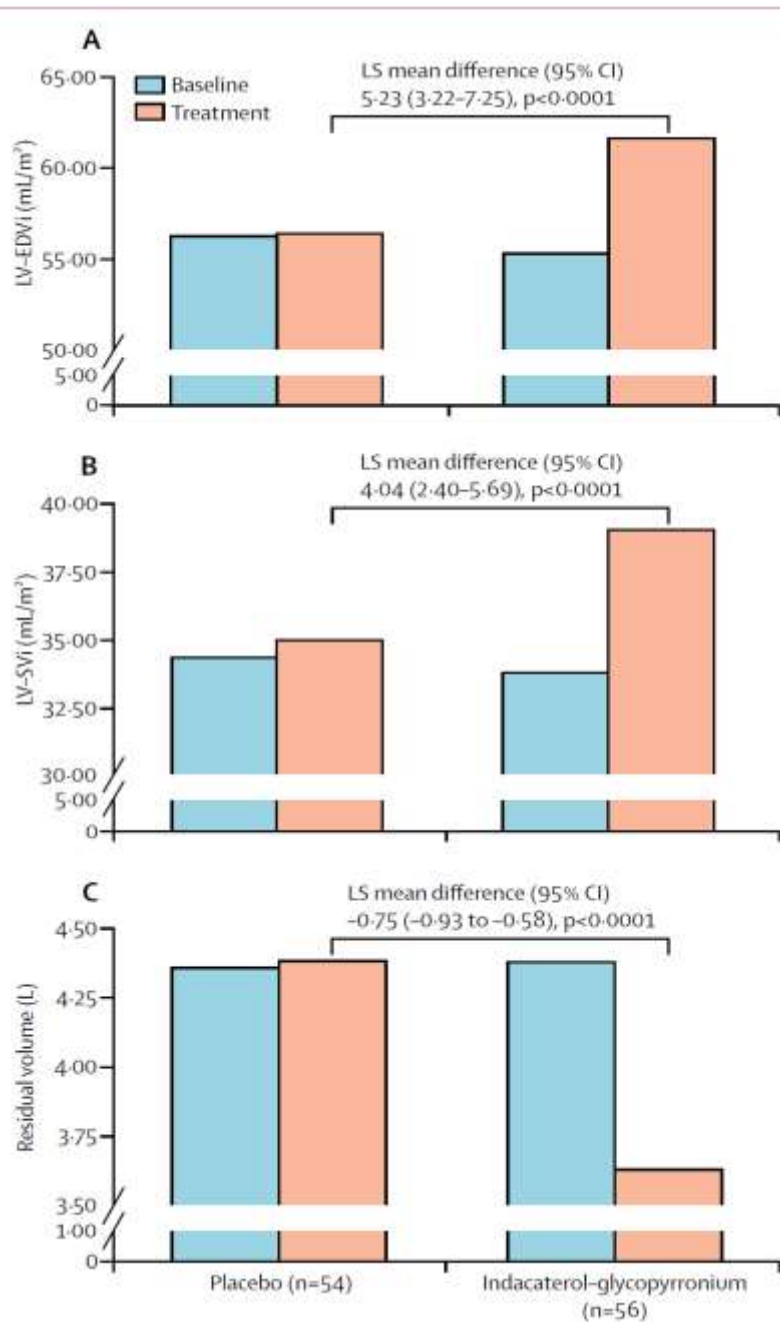 A
LV-EDVi (mL/m²)
65·00
60·00
55·00
50·00
5·00
0
Baseline
Treatment
LS mean difference (95% CI)
5·23 (3·22–7·25), p<0·0001
B
LV-SVi (mL/m²)
40·00
37·50
35·00
32·50
30·00
5·00
0
LS mean difference (95% CI)
4·04 (2·40–5·69), p<0·0001
C
Residual volume (L)
4·50
4·25
4·00
3·75
3·50
1·00
0
LS mean difference (95% CI)
–0·75 (–0·93 to –0·58), p<0·0001
Placebo (n=54)
Indacaterol–glycopyrronium
(n=56)